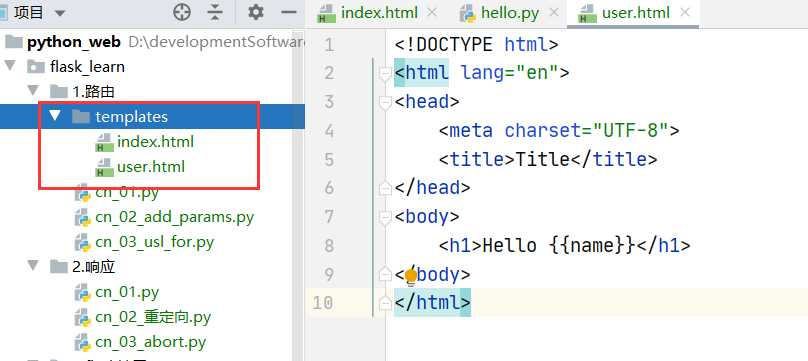 项目
python_web D:\developmentSoftwar
flask_learn
1.路由
templates
index.html
user.html
cn_01.py
cn_02_add_params.py
cn_03_usl_for.py
2.响应
cn_01.py
cn_02_重定向.py
cn_03_abort.py
index.html
hello.py
user.html
1 <!DOCTYPE html>
2 <html lang="en">
3 <head>
4 <meta charset="UTF-8">
5 <title>Title</title>
6 </head>
7 <body>
8 <h1>Hello {{name}}</h1>
9 </body>
10 </html>